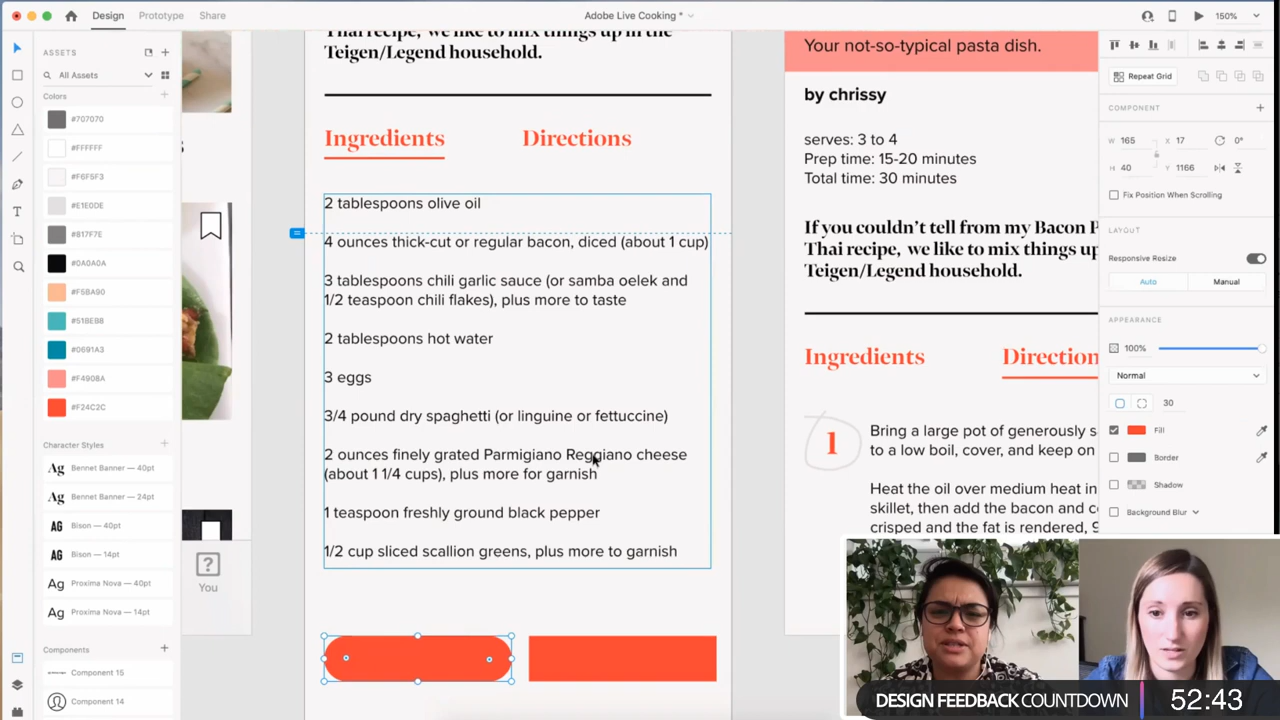 Design
Prototype
Share
Adobe Live Cooking *
150%
ASSETS
All Assets
Colors
#707070
#FFFFFF
#F6F5F3
#E1E0DE
#817F7E
#0A0A0A
#F5BA90
#51BEBB
#0691A3
#F4908A
#F24C2C
Character Styles
Ag Bennet Banner — 40pt
Ag Bennet Banner — 24pt
AG Bison — 40pt
AG Bison — 14pt
Ag Proxima Nova — 40pt
Ag Proxima Nova — 14pt
Components
Component 15
Component 14
?
You
Thai recipe, we like to mix things up in the
Teigen/Legend household.
Ingredients
Directions
2 tablespoons olive oil
4 ounces thick-cut or regular bacon, diced (about 1 cup)
3 tablespoons chili garlic sauce (or samba oelek and
1/2 teaspoon chili flakes), plus more to taste
2 tablespoons hot water
3 eggs
3/4 pound dry spaghetti (or linguine or fettuccine)
2 ounces finely grated Parmigiano Reggiano cheese
(about 1 1/4 cups), plus more for garnish
1 teaspoon freshly ground black pepper
1/2 cup sliced scallion greens, plus more to garnish
Your not-so-typical pasta dish.
by chrissy
serves: 3 to 4
Prep time: 15-20 minutes
Total time: 30 minutes
If you couldn't tell from my Bacon P
Thai recipe, we like to mix things up
Teigen/Legend household.
Ingredients
Direction
1
Bring a large pot of generously s
to a low boil, cover, and keep on
Heat the oil over medium heat in
skillet, then add the bacon and c
crisped and the fat is rendered, 9
Repeat Grid
COMPONENT
W 165
X 17
0°
H 40
Y 1166
Fix Position When Scrolling
LAYOUT
Responsive Resize
Auto
Manual
APPEARANCE
100%
Normal
30
Fill
Border
Shadow
Background Blur
DESIGN FEEDBACK COUNTDOWN
52:43